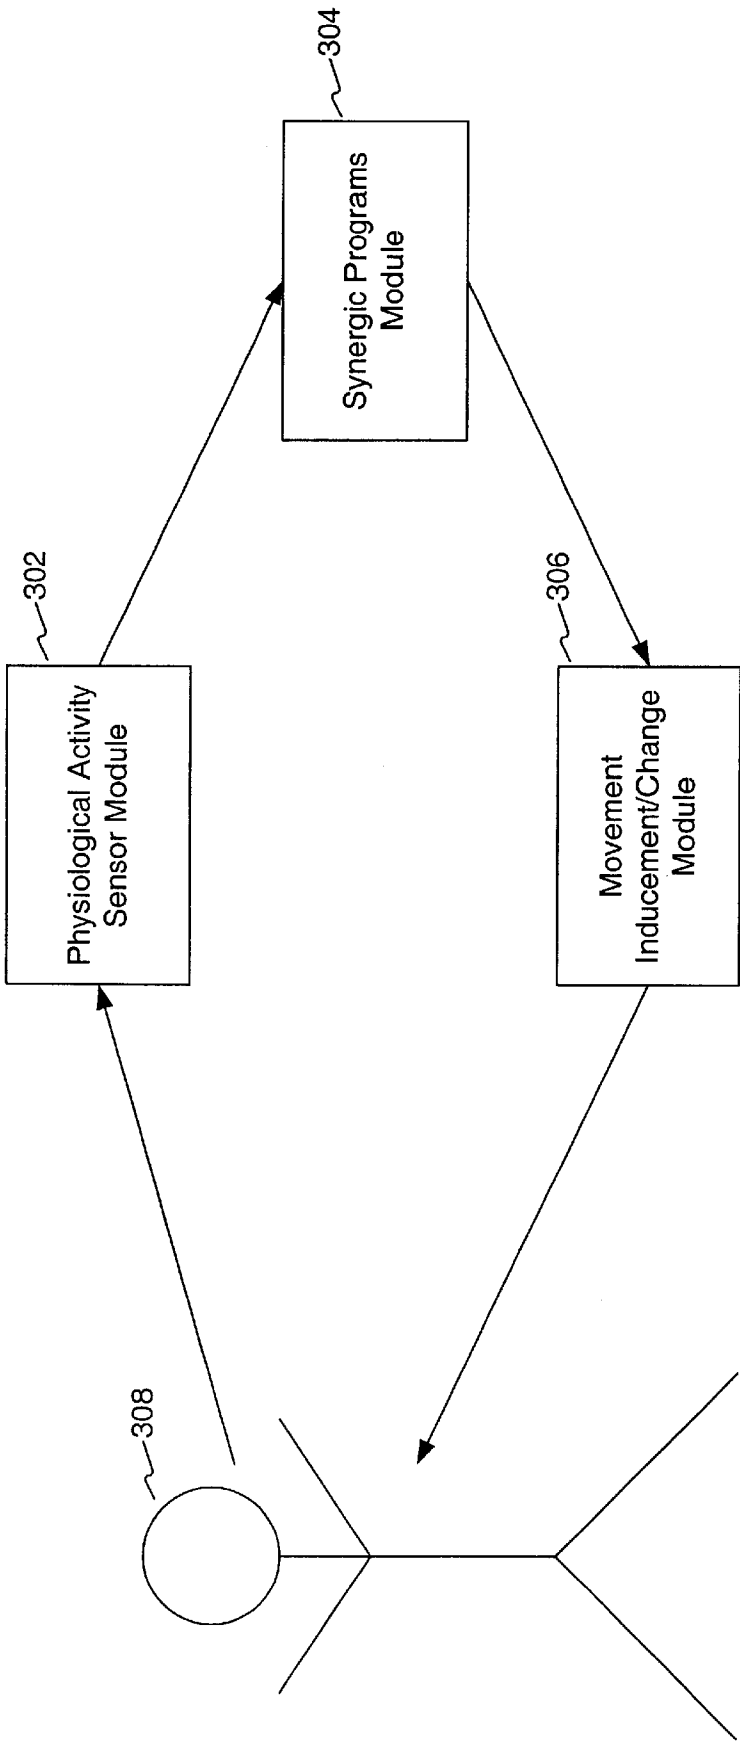 308
302
Physiological Activity
Sensor Module
304
Synergic Programs
Module
306
Movement
Inducement/Change
Module